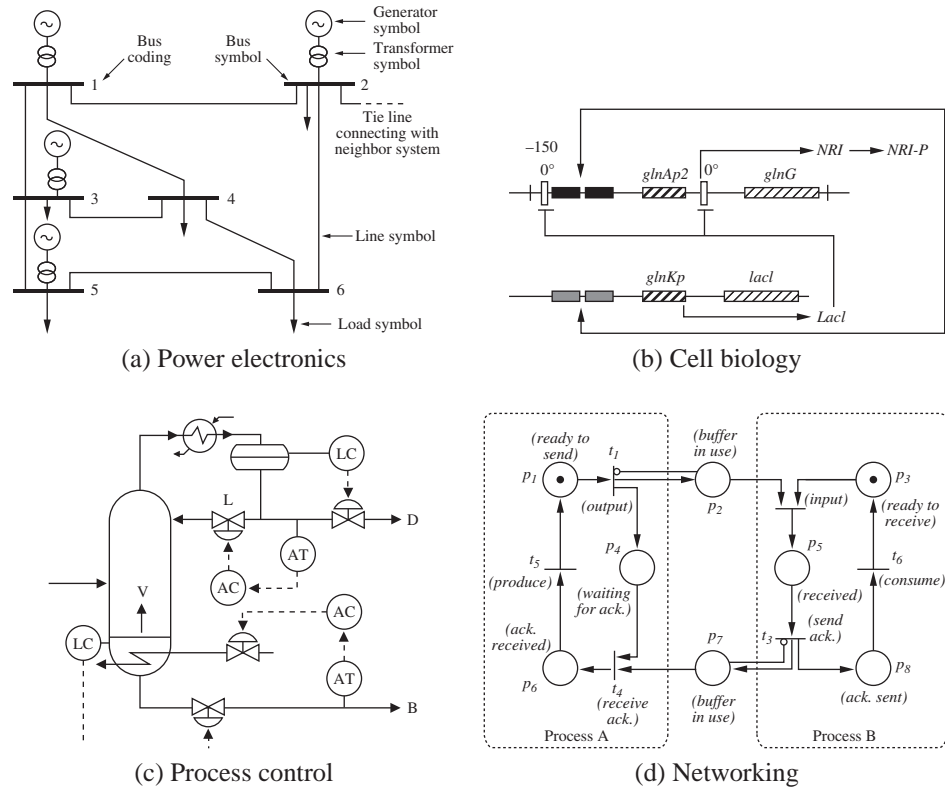 Generator
symbol
Transformer
symbol
Bus
coding
Bus
symbol
1
2
Tie line
connecting with
neighbor system
3
4
Line symbol
5
6
Load symbol
(a) Power electronics
–150
0°
glnAp2
0°
glnG
NRI
NRI-P
glnKp
lacl
Lacl
(b) Cell biology
LC
L
D
AT
AC
V
AC
LC
AT
B
(c) Process control
(ready to
send)
t1
(buffer
in use)
p1
(output)
p2
(input)
p3
(ready to
receive)
p4
p5
t5
(produce)
(waiting
for ack.)
(received)
t6
(consume)
(ack.
received)
p7
t3
(send
ack.)
p6
t4
(receive
ack.)
(buffer
in use)
p8
(ack. sent)
Process A
Process B
(d) Networking